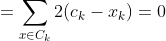 = \sum_{x \in C_k} 2(c_k - x_k) = 0